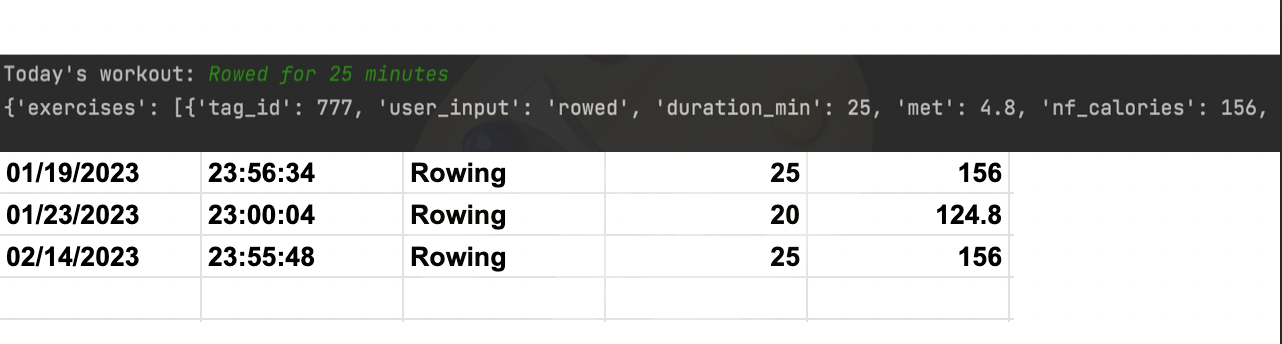 Today's workout: Rowed for 25 minutes
{'exercises': [{'tag_id': 777, 'user_input': 'rowed', 'duration_min': 25, 'met': 4.8, 'nf_calories': 156,
01/19/2023 23:56:34 Rowing 25 156
01/23/2023 23:00:04 Rowing 20 124.8
02/14/2023 23:55:48 Rowing 25 156